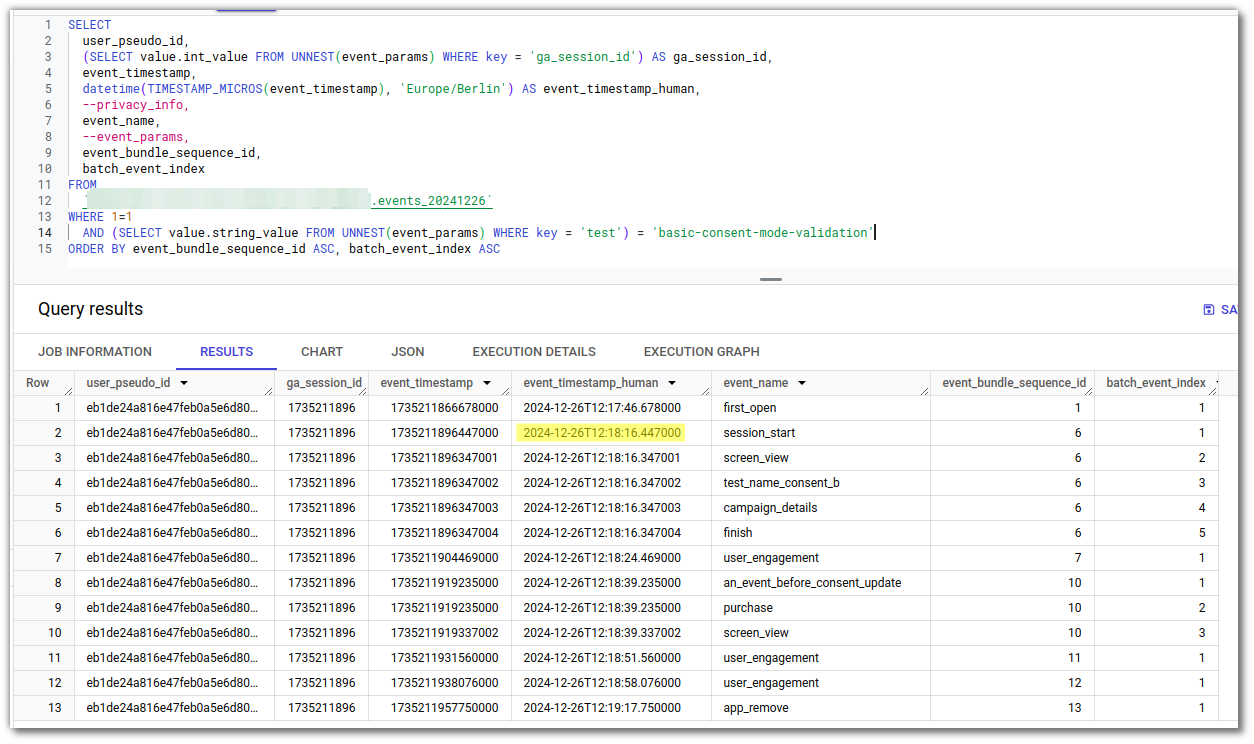 1 SELECT
2 user_pseudo_id,
3 (SELECT value.int_value FROM UNNEST(event_params) WHERE key = 'ga_session_id') AS ga_session_id,
4 event_timestamp,
5 datetime(TIMESTAMP_MICROS(event_timestamp), 'Europe/Berlin') AS event_timestamp_human,
6 --privacy_info,
7 event_name,
8 --event_params,
9 event_bundle_sequence_id,
10 batch_event_index
11 FROM
12 `.events_20241226`
13 WHERE 1=1
14 AND (SELECT value.string_value FROM UNNEST(event_params) WHERE key = 'test') = 'basic-consent-mode-validation'
15 ORDER BY event_bundle_sequence_id ASC, batch_event_index ASC
Query results SA
JOB INFORMATION RESULTS CHART JSON EXECUTION DETAILS EXECUTION GRAPH
Row user_pseudo_id ga_session_id event_timestamp event_timestamp_human event_name event_bundle_sequence_id batch_event_index
1 eb1de24a816e47feb0a5e6d80… 1735211896 1735211866678000 2024-12-26T12:17:46.678000 first_open 1 1
2 eb1de24a816e47feb0a5e6d80… 1735211896 1735211896447000 2024-12-26T12:18:16.447000 session_start 6 1
3 eb1de24a816e47feb0a5e6d80… 1735211896 1735211896347001 2024-12-26T12:18:16.347001 screen_view 6 2
4 eb1de24a816e47feb0a5e6d80… 1735211896 1735211896347002 2024-12-26T12:18:16.347002 test_name_consent_b 6 3
5 eb1de24a816e47feb0a5e6d80… 1735211896 1735211896347003 2024-12-26T12:18:16.347003 campaign_details 6 4
6 eb1de24a816e47feb0a5e6d80… 1735211896 1735211896347004 2024-12-26T12:18:16.347004 finish 6 5
7 eb1de24a816e47feb0a5e6d80… 1735211896 1735211904469000 2024-12-26T12:18:24.469000 user_engagement 7 1
8 eb1de24a816e47feb0a5e6d80… 1735211896 1735211919235000 2024-12-26T12:18:39.235000 an_event_before_consent_update 10 1
9 eb1de24a816e47feb0a5e6d80… 1735211896 1735211919235000 2024-12-26T12:18:39.235000 purchase 10 2
10 eb1de24a816e47feb0a5e6d80… 1735211896 1735211919337002 2024-12-26T12:18:39.337002 screen_view 10 3
11 eb1de24a816e47feb0a5e6d80… 1735211896 1735211931560000 2024-12-26T12:18:51.560000 user_engagement 11 1
12 eb1de24a816e47feb0a5e6d80… 1735211896 1735211938076000 2024-12-26T12:18:58.076000 user_engagement 12 1
13 eb1de24a816e47feb0a5e6d80… 1735211896 1735211957750000 2024-12-26T12:19:17.750000 app_remove 13 1